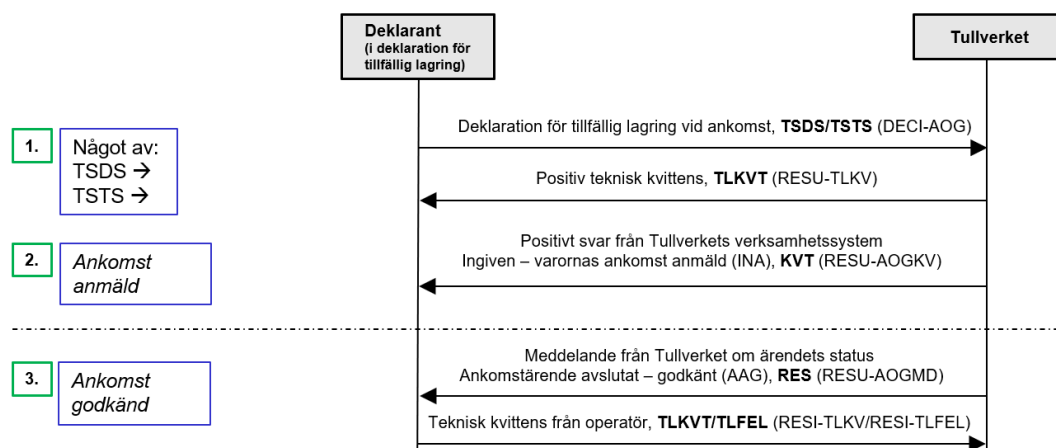 Deklarant
(i deklaration för
tillfällig lagring)
Tullverket
1.
Något av:
TSDS →
TSTS →
Deklaration för tillfällig lagring vid ankomst, TSDS/TSTS (DECI-AOG)
Positiv teknisk kvittens, TLKVT (RESU-TLKV)
2.
Ankomst
anmäld
Positivt svar från Tullverkets verksamhetssystem
Ingiven – varornas ankomst anmäld (INA), KVT (RESU-AOGKV)
3.
Ankomst
godkänd
Meddelande från Tullverket om ärendets status
Ankomstärende avslutat – godkänt (AAG), RES (RESU-AOGMD)
Teknisk kvittens från operatör, TLKVT/TLFEL (RESI-TLKV/RESI-TLFEL)